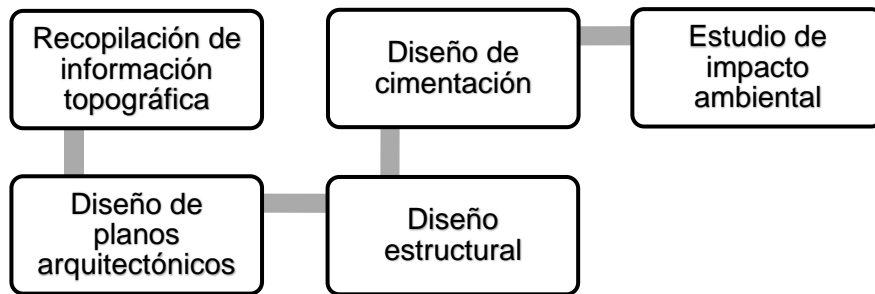 Recopilación de
información
topográfica
Diseño de
planos
arquitectónicos
Diseño
estructural
Diseño de
cimentación
Estudio de
impacto
ambiental